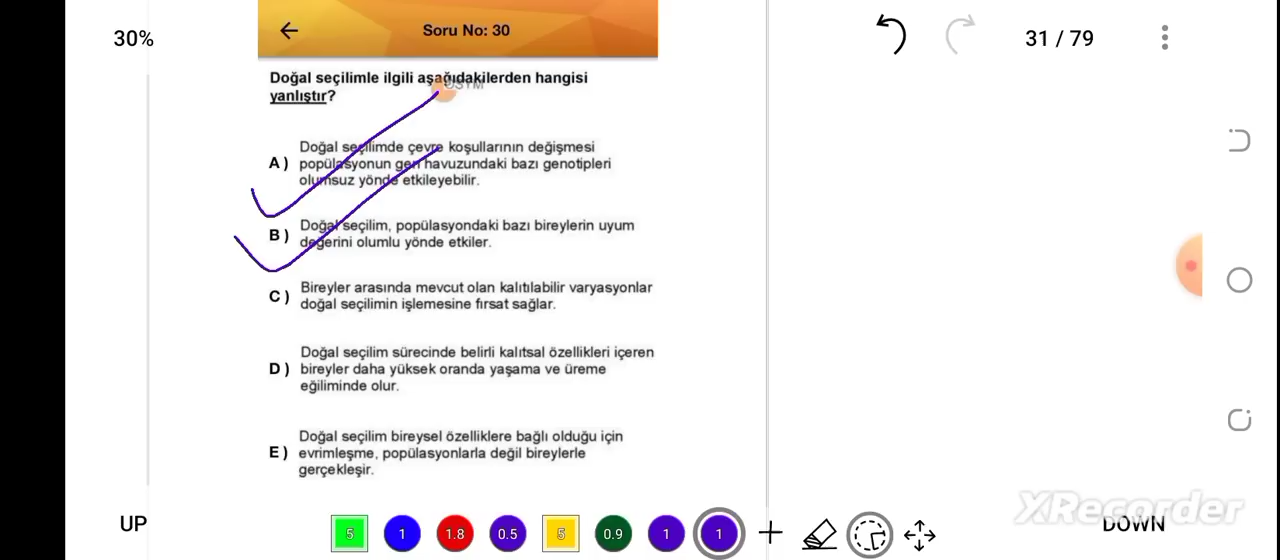 30%
Soru No: 30
31 / 79
Doğal seçilimle ilgili aşağıdakilerden hangisi
ÖSYM
yanlıştır?
A) Doğal seçilimde çevre koşullarının değişmesi
popülasyonun gen havuzundaki bazı genotipleri
olumsuz yönde etkileyebilir.
B) Doğal seçilim, popülasyondaki bazı bireylerin uyum
değerini olumlu yönde etkiler.
C) Bireyler arasında mevcut olan kalıtılabilir varyasyonlar
doğal seçilimin işlemesine fırsat sağlar.
D) Doğal seçilim sürecinde belirli kalıtsal özellikleri içeren
bireyler daha yüksek oranda yaşama ve üreme
eğiliminde olur.
E) Doğal seçilim bireysel özelliklere bağlı olduğu için
evrimleşme, popülasyonlarla değil bireylerle
gerçekleşir.
XRecorder
UP
5 1 1.8 0.5 5 0.9 1 1
DOWN